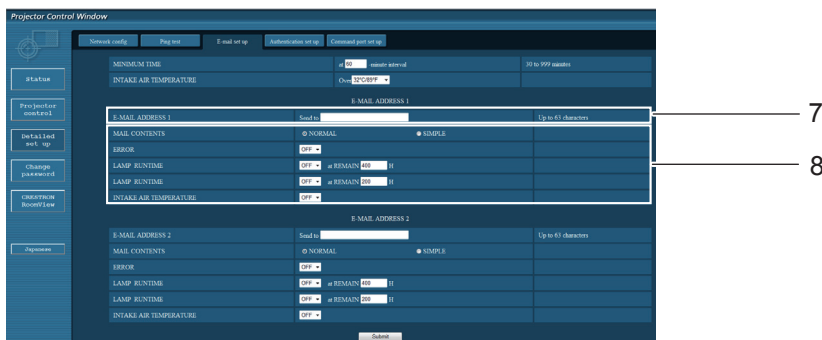 Projector Control Window
Network config Ping test E-mail set up Authentication set up Command port set up
MINIMUM TIME at 60 minute interval 30 to 999 minutes
INTAKE AIR TEMPERATURE Over 32°C/89°F
Status
E-MAIL ADDRESS 1
Projector control
E-MAIL ADDRESS 1 Send to Up to 63 characters 7
MAIL CONTENTS NORMAL SIMPLE
Detailed set up
ERROR OFF
8
LAMP RUNTIME OFF at REMAIN 400 H
Change password
LAMP RUNTIME OFF at REMAIN 200 H
INTAKE AIR TEMPERATURE OFF
CRESTRON RoomView
E-MAIL ADDRESS 2
E-MAIL ADDRESS 2 Send to Up to 63 characters
Japanese
MAIL CONTENTS NORMAL SIMPLE
ERROR OFF
LAMP RUNTIME OFF at REMAIN 400 H
LAMP RUNTIME OFF at REMAIN 200 H
INTAKE AIR TEMPERATURE OFF
Submit